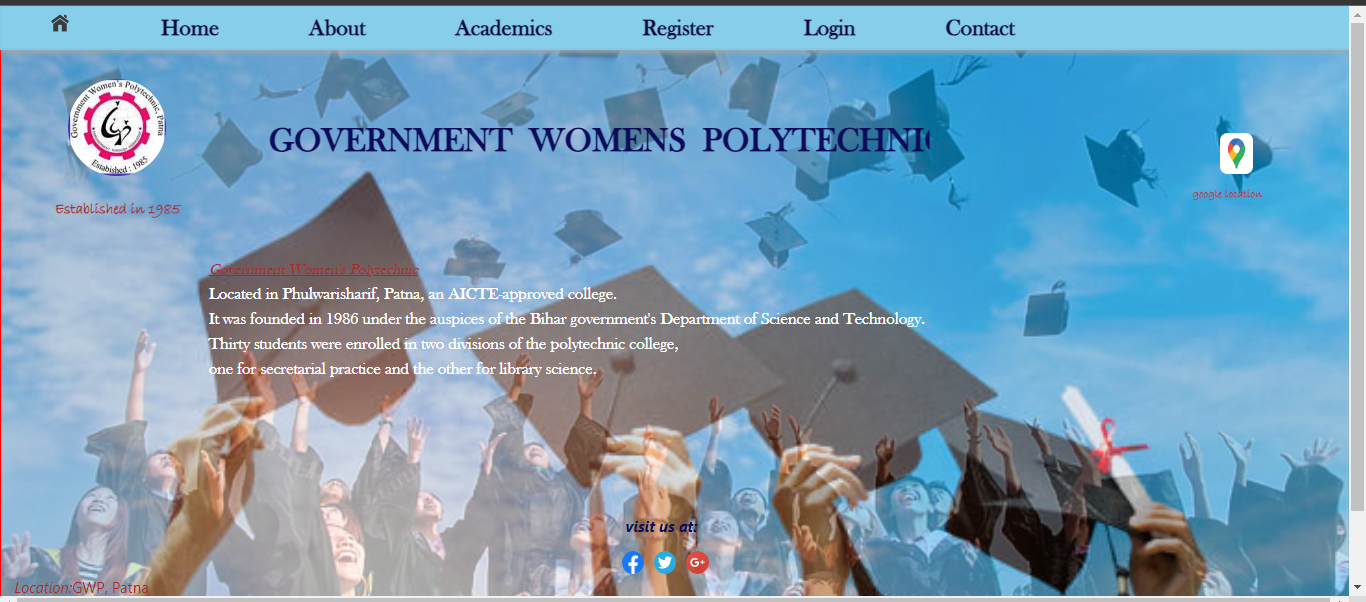 Home About Academics Register Login Contact
Government Women's Polytechnic, Patna
Estabished : 1985
GOVERNMENT WOMENS POLYTECHNIC
Established in 1985
google location
Government Women's Polytechnic
Located in Phulwarisharif, Patna, an AICTE-approved college.
It was founded in 1986 under the auspices of the Bihar government's Department of Science and Technology.
Thirty students were enrolled in two divisions of the polytechnic college,
one for secretarial practice and the other for library science.
visit us at:
Location:GWP, Patna